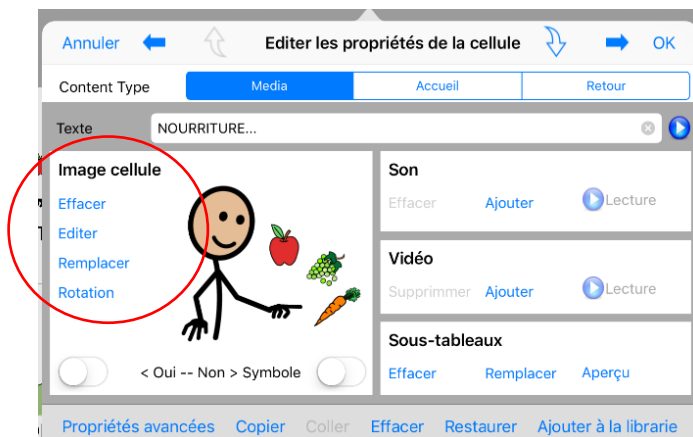 Annuler Editer les propriétés de la cellule OK
Content Type Media Accueil Retour
Texte NOURRITURE...
Image cellule
Effacer
Editer
Remplacer
Rotation
< Oui -- Non > Symbole
Son
Effacer Ajouter Lecture
Vidéo
Supprimmer Ajouter Lecture
Sous-tableaux
Effacer Remplacer Aperçu
Propriétés avancées Copier Coller Effacer Restaurer Ajouter à la librarie